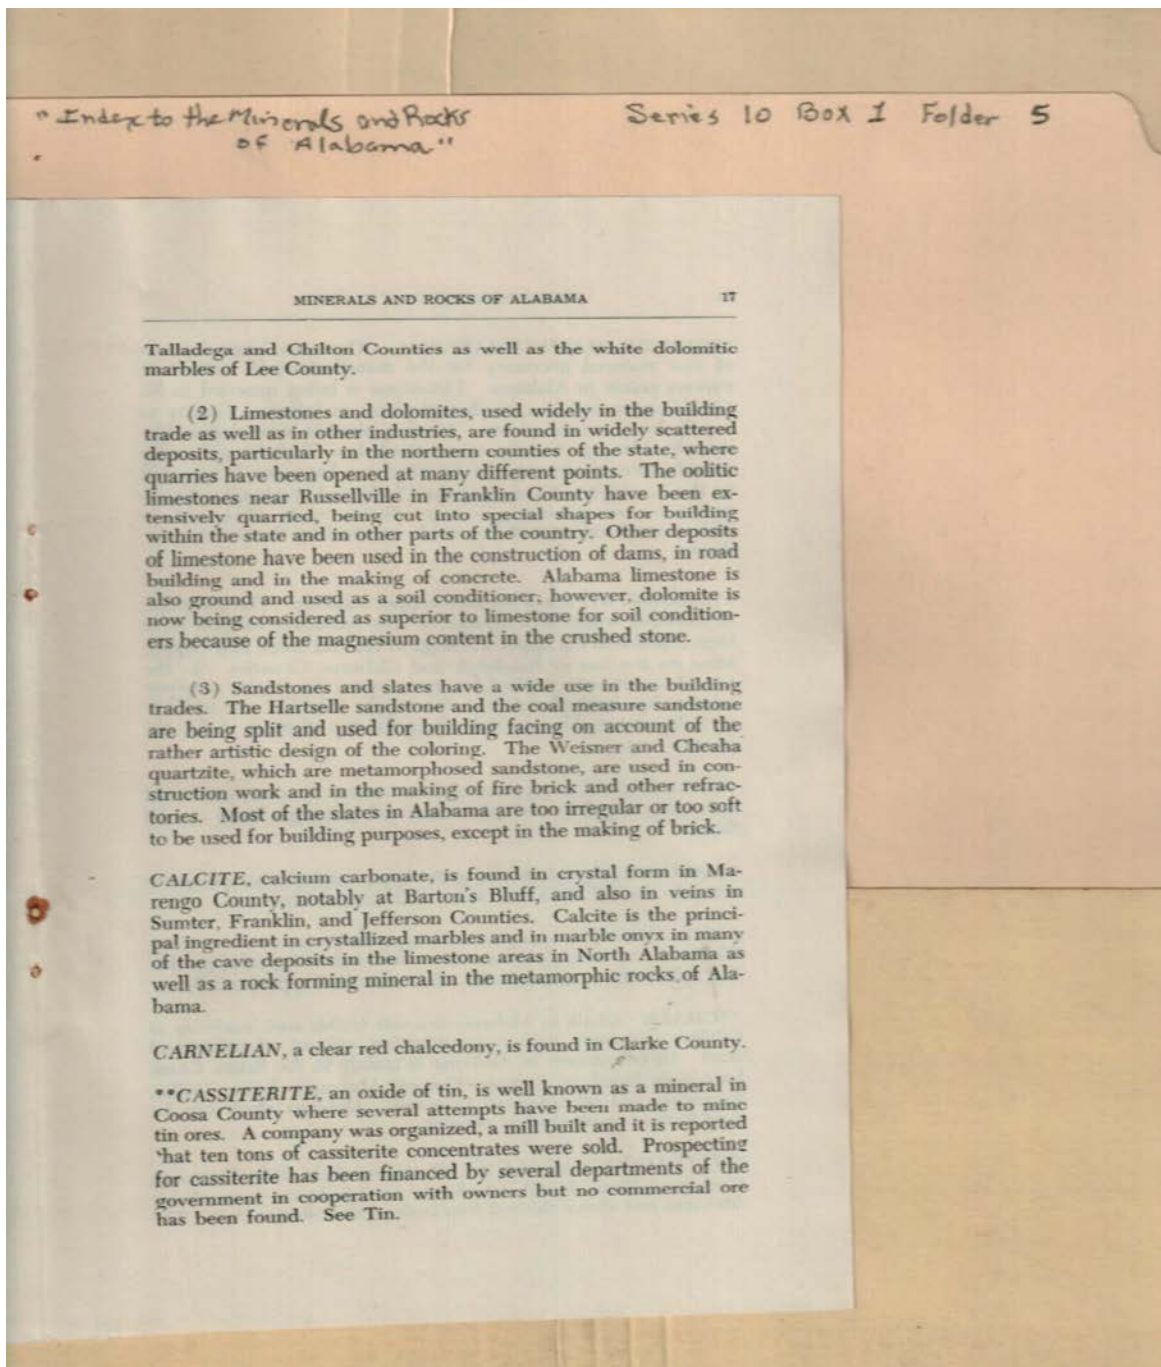 "Index to the Minerals and Rocks
of Alabama"
Series 10 Box 1 Folder 5
MINERALS AND ROCKS OF ALABAMA 17
Talladega and Chilton Counties as well as the white dolomitic
marbles of Lee County.
(2) Limestones and dolomites, used widely in the building
trade as well as in other industries, are found in widely scattered
deposits, particularly in the northern counties of the state, where
quarries have been opened at many different points. The oolitic
limestones near Russellville in Franklin County have been ex-
tensively quarried, being cut into special shapes for building
within the state and in other parts of the country. Other deposits
of limestone have been used in the construction of dams, in road
building and in the making of concrete. Alabama limestone is
also ground and used as a soil conditioner; however, dolomite is
now being considered as superior to limestone for soil condition-
ers because of the magnesium content in the crushed stone.
(3) Sandstones and slates have a wide use in the building
trades. The Hartselle sandstone and the coal measure sandstone
are being split and used for building facing on account of the
rather artistic design of the coloring. The Weisner and Cheaha
quartzite, which are metamorphosed sandstone, are used in con-
struction work and in the making of fire brick and other refrac-
tories. Most of the slates in Alabama are too irregular or too soft
to be used for building purposes, except in the making of brick.
CALCITE, calcium carbonate, is found in crystal form in Ma-
rengo County, notably at Barton's Bluff, and also in veins in
Sumter, Franklin, and Jefferson Counties. Calcite is the princi-
pal ingredient in crystallized marbles and in marble onyx in many
of the cave deposits in the limestone areas in North Alabama as
well as a rock forming mineral in the metamorphic rocks of Ala-
bama.
CARNELIAN, a clear red chalcedony, is found in Clarke County.
**CASSITERITE, an oxide of tin, is well known as a mineral in
Coosa County where several attempts have been made to mine
tin ores. A company was organized, a mill built and it is reported
that ten tons of cassiterite concentrates were sold. Prospecting
for cassiterite has been financed by several departments of the
government in cooperation with owners but no commercial ore
has been found. See Tin.